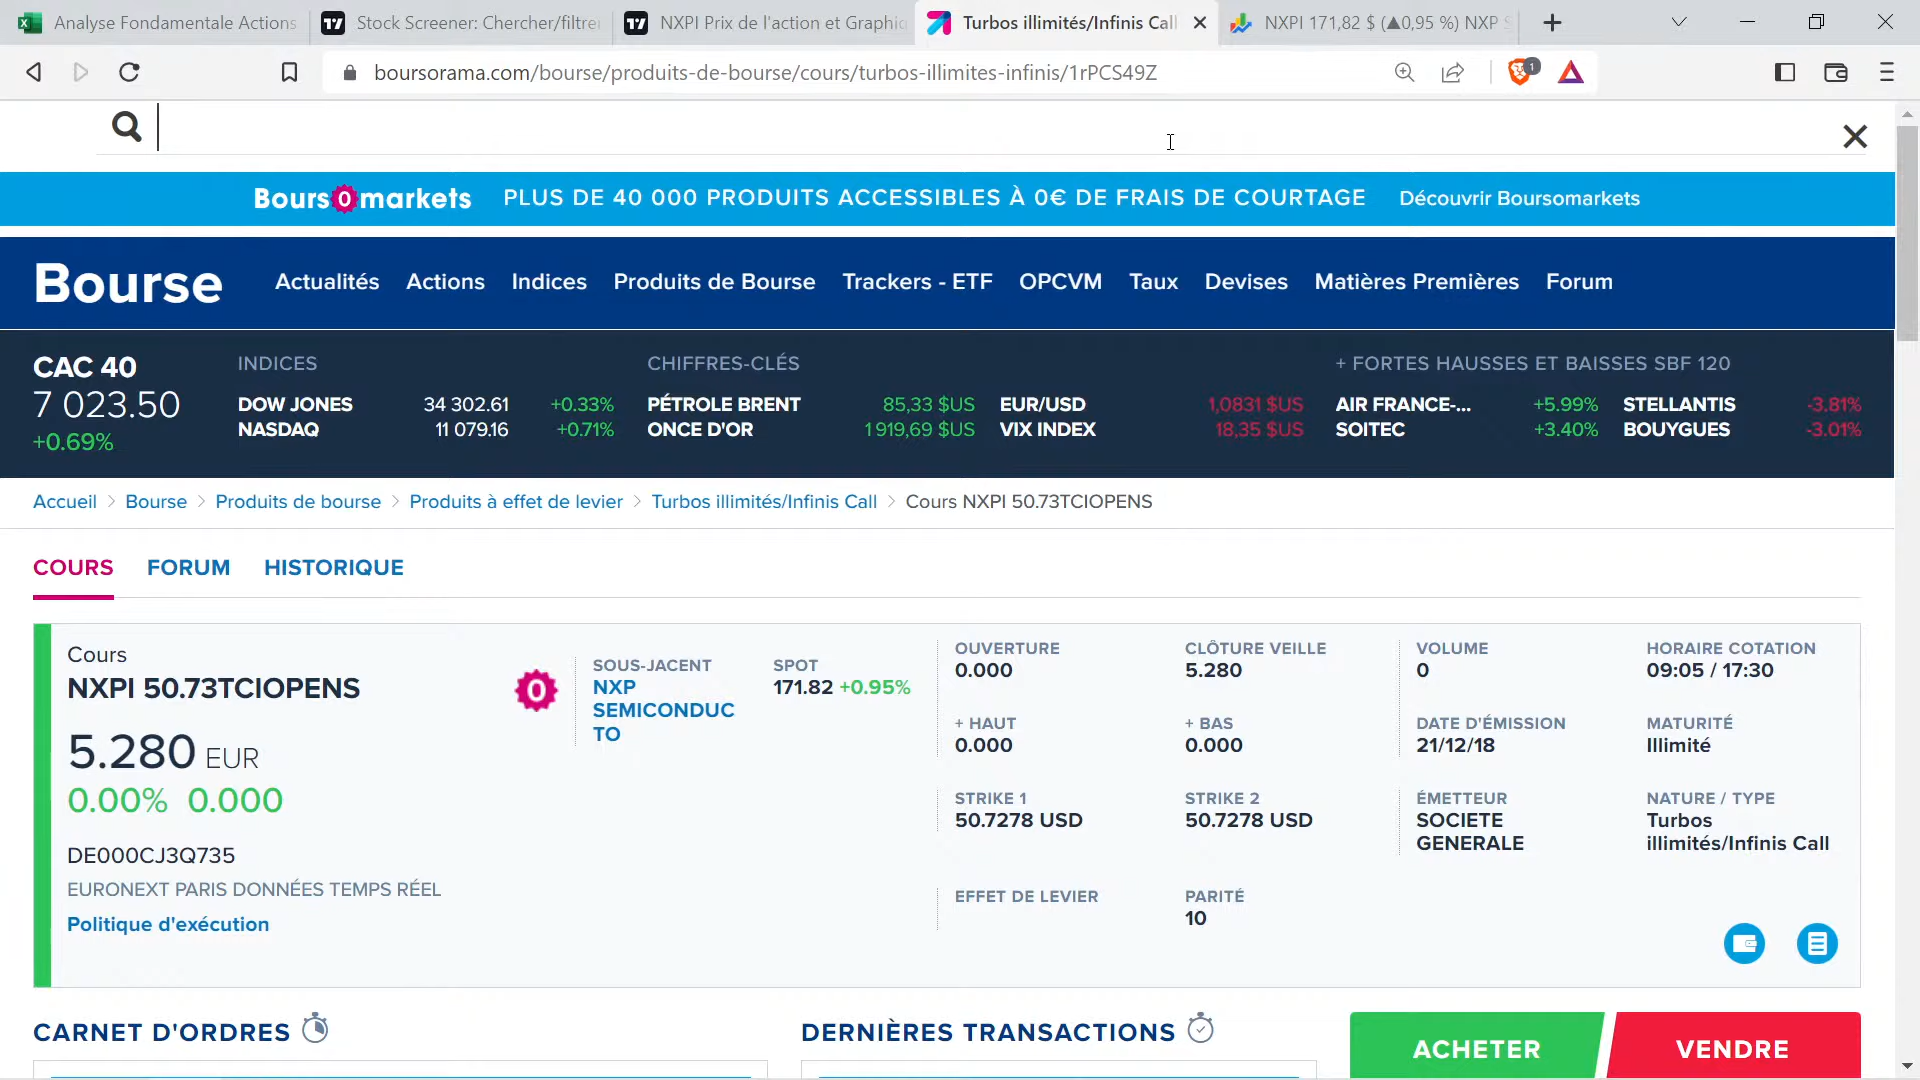 Analyse Fondamentale Actions
Stock Screener: Chercher/filtrer
NXPI Prix de l'action et Graphiq
Turbos illimités/Infinis Call
NXPI 171,82 $ (▲0,95 %) NXP S
boursorama.com/bourse/produits-de-bourse/cours/turbos-illimites-infinis/1rPCS49Z
1
Boursomarkets PLUS DE 40 000 PRODUITS ACCESSIBLES À 0€ DE FRAIS DE COURTAGE Découvrir Boursomarkets
Bourse Actualités Actions Indices Produits de Bourse Trackers - ETF OPCVM Taux Devises Matières Premières Forum
CAC 40
7 023.50
+0.69%
INDICES
DOW JONES 34 302.61 +0.33%
NASDAQ 11 079.16 +0.71%
CHIFFRES-CLÉS
PÉTROLE BRENT 85,33 $US EUR/USD 1,0831 $US
ONCE D'OR 1 919,69 $US VIX INDEX 18,35 $US
+ FORTES HAUSSES ET BAISSES SBF 120
AIR FRANCE-... +5.99% STELLANTIS -3.81%
SOITEC +3.40% BOUYGUES -3.01%
Accueil > Bourse > Produits de bourse > Produits à effet de levier > Turbos illimités/Infinis Call > Cours NXPI 50.73TCIOPENS
COURS FORUM HISTORIQUE
Cours
NXPI 50.73TCIOPENS
5.280 EUR
0.00% 0.000
DE000CJ3Q735
EURONEXT PARIS DONNÉES TEMPS RÉEL
Politique d'exécution
0
SOUS-JACENT
NXP
SEMICONDUC
TO
SPOT
171.82 +0.95%
OUVERTURE
0.000
CLÔTURE VEILLE
5.280
VOLUME
0
HORAIRE COTATION
09:05 / 17:30
+ HAUT
0.000
+ BAS
0.000
DATE D'ÉMISSION
21/12/18
MATURITÉ
Illimité
STRIKE 1
50.7278 USD
STRIKE 2
50.7278 USD
ÉMETTEUR
SOCIETE
GENERALE
NATURE / TYPE
Turbos
illimités/Infinis Call
EFFET DE LEVIER
PARITÉ
10
CARNET D'ORDRES
DERNIÈRES TRANSACTIONS
ACHETER
VENDRE